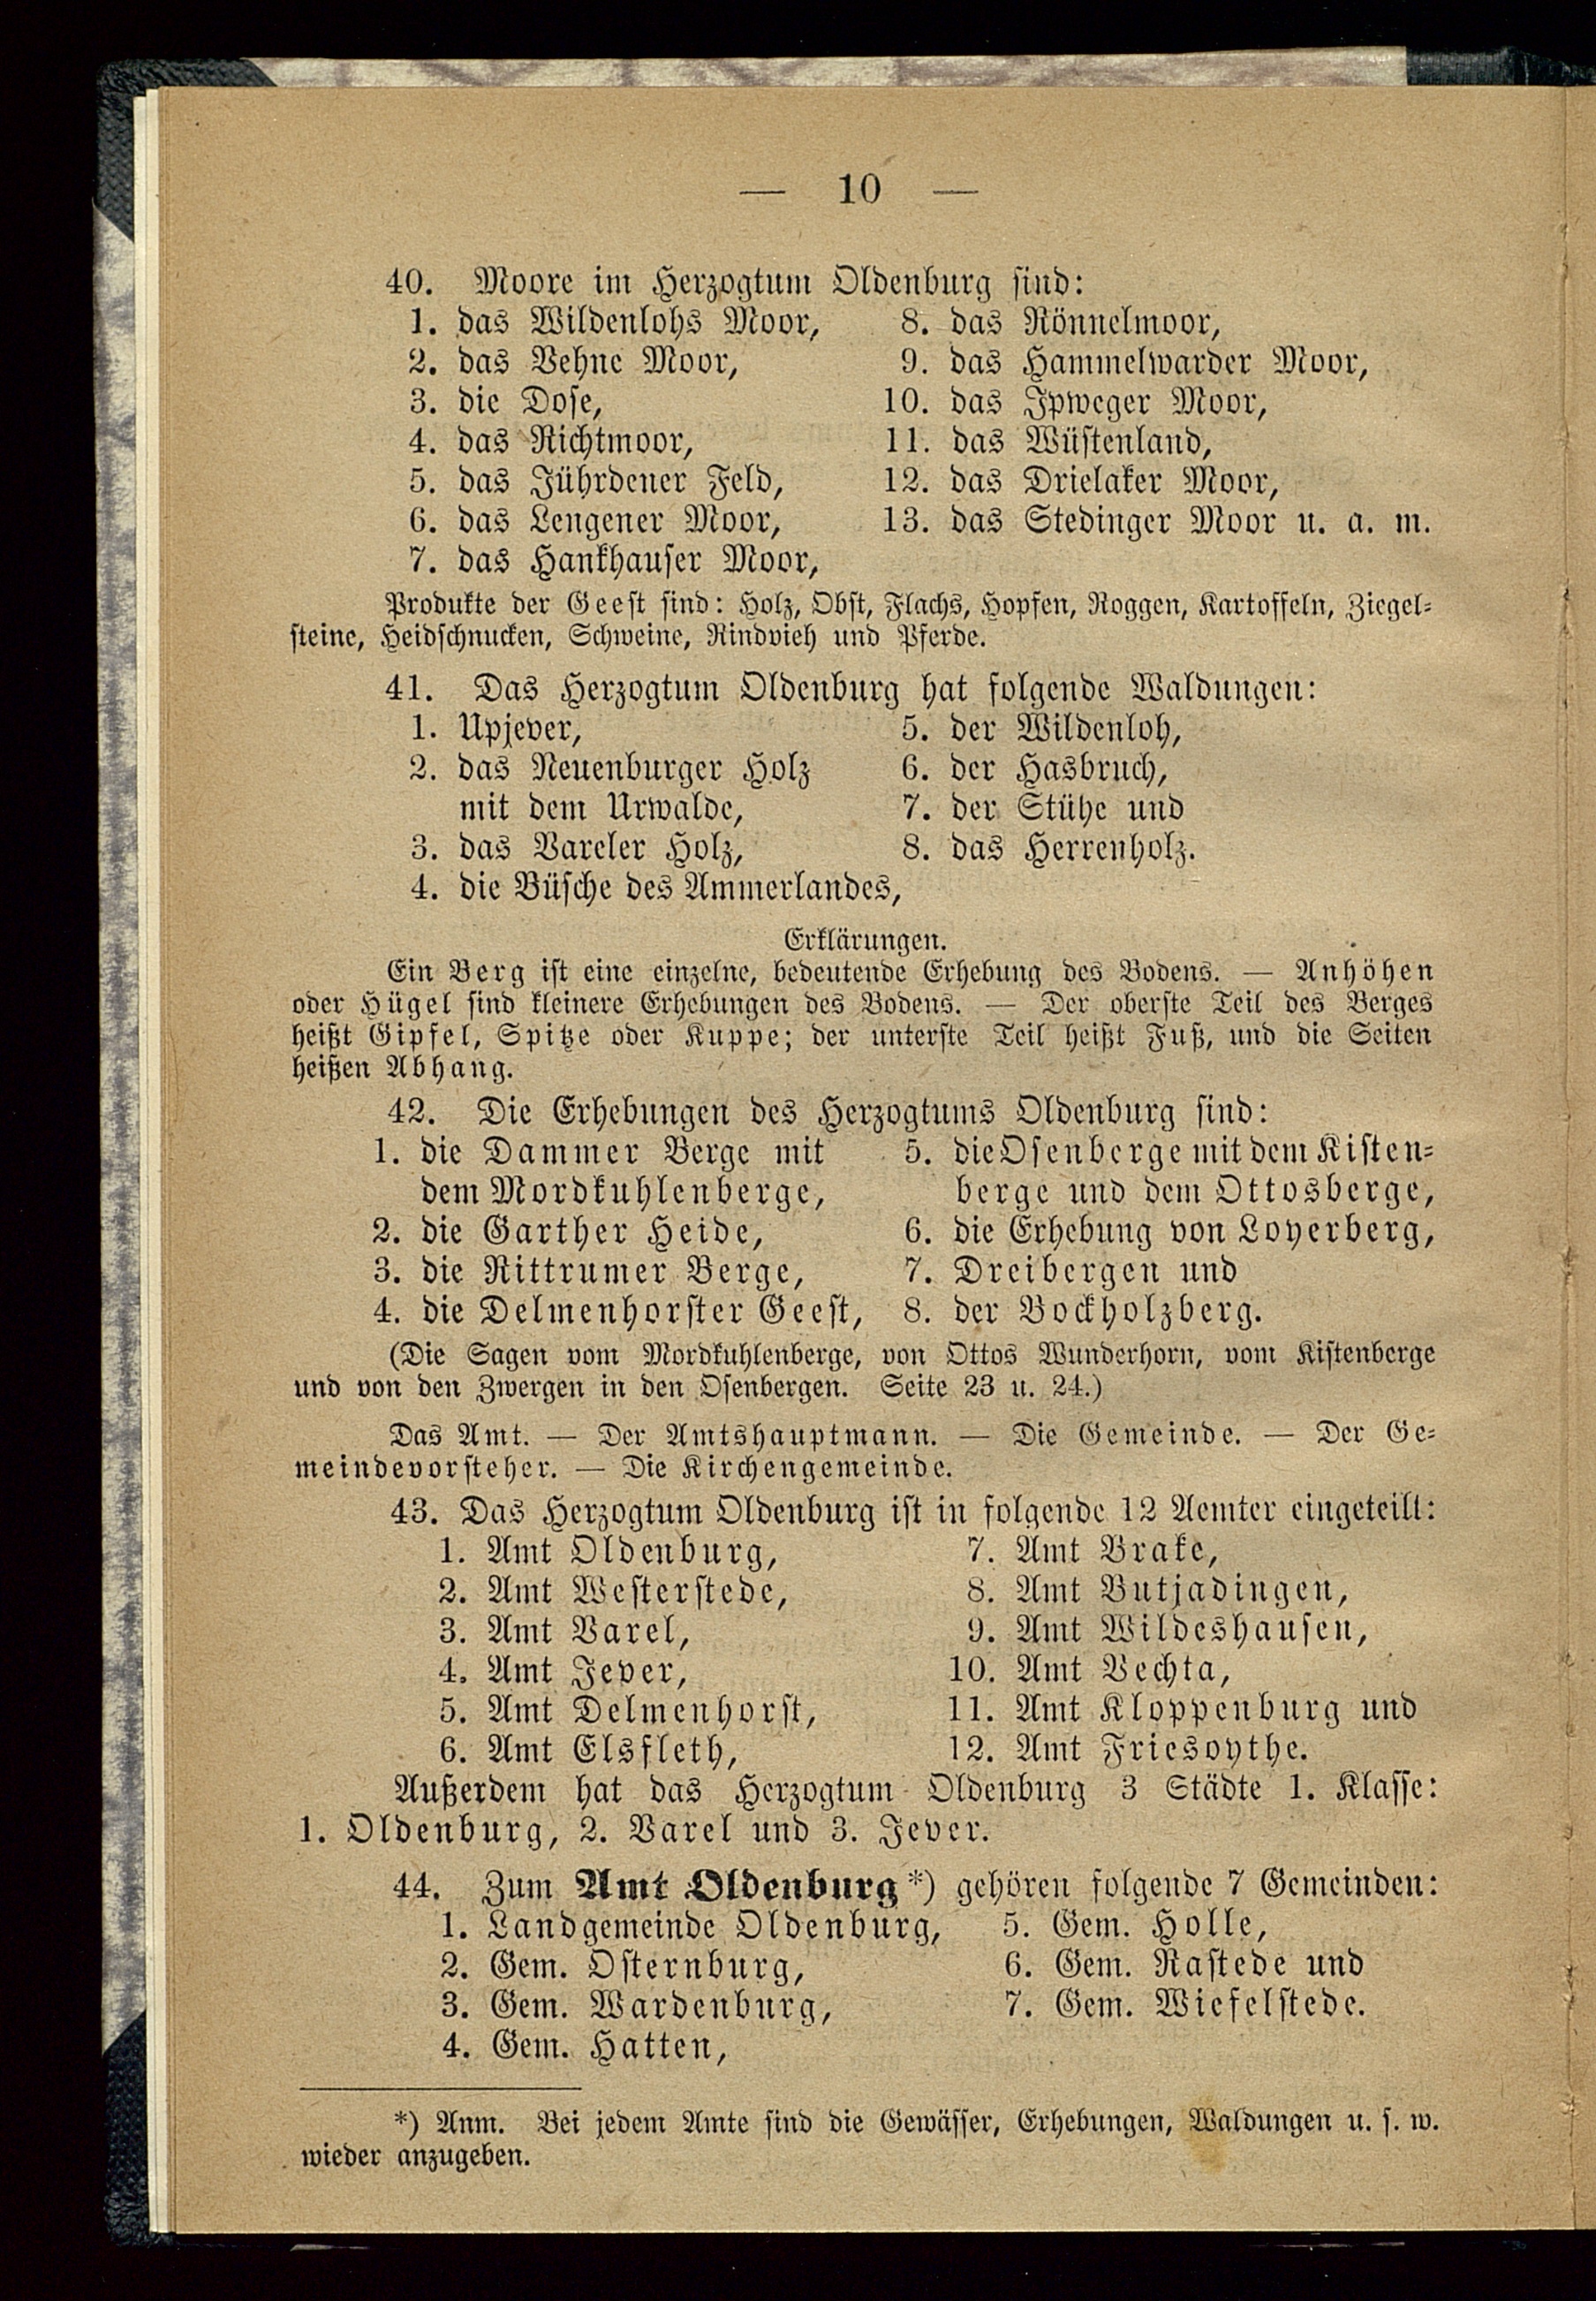 — 10 —
40. Moore im Herzogtum Oldenburg sind:
1. das Wildenlohs Moor,
2. das Vehne Moor,
3. die Dose,
4. das Richtmoor,
5. das Jührdener Feld,
6. das Lengener Moor,
7. das Hankhauser Moor,
8. das Rönnelmoor,
9. das Hammelwarder Moor,
10. das Ipweger Moor,
11. das Wüstenland,
12. das Drielaker Moor,
13. das Stedinger Moor u. a. m.
Produkte der Geest sind: Holz, Obst, Flachs, Hopfen, Roggen, Kartoffeln, Ziegel-
steine, Heidschnucken, Schweine, Rindvieh und Pferde.
41. Das Herzogtum Oldenburg hat folgende Waldungen:
1. Upjever,
2. das Neuenburger Holz
mit dem Urwalde,
3. das Vareler Holz,
4. die Büsche des Ammerlandes,
5. der Wildenloh,
6. der Hasbruch,
7. der Stühe und
8. das Herrenholz.
Erklärungen.
Ein Berg ist eine einzelne, bedeutende Erhebung des Bodens. — Anhöhen
oder Hügel sind kleinere Erhebungen des Bodens. — Der oberste Teil des Berges
heißt Gipfel, Spitze oder Kuppe; der unterste Teil heißt Fuß, und die Seiten
heißen Abhang.
42. Die Erhebungen des Herzogtums Oldenburg sind:
1. die Dammer Berge mit
dem Mordkuhlenberge,
2. die Garther Heide,
3. die Rittrumer Berge,
4. die Delmenhorster Geest,
5. die Osenberge mit dem Kisten-
berge und dem Ottosberge,
6. die Erhebung von Loyerberg,
7. Dreibergen und
8. der Bockholzberg.
(Die Sagen vom Mordkuhlenberge, von Ottos Wunderhorn, vom Kistenberge
und von den Zwergen in den Osenbergen. Seite 23 u. 24.)
Das Amt. — Der Amtshauptmann. — Die Gemeinde. — Der Ge-
meindevorsteher. — Die Kirchengemeinde.
43. Das Herzogtum Oldenburg ist in folgende 12 Aemter eingeteilt:
1. Amt Oldenburg,
2. Amt Westerstede,
3. Amt Varel,
4. Amt Jever,
5. Amt Delmenhorst,
6. Amt Elsfleth,
7. Amt Brake,
8. Amt Butjadingen,
9. Amt Wildeshausen,
10. Amt Vechta,
11. Amt Kloppenburg und
12. Amt Friesoythe.
Außerdem hat das Herzogtum Oldenburg 3 Städte 1. Klasse:
1. Oldenburg, 2. Varel und 3. Jever.
44. Zum Amt Oldenburg*) gehören folgende 7 Gemeinden:
1. Landgemeinde Oldenburg,
2. Gem. Osternburg,
3. Gem. Wardenburg,
4. Gem. Hatten,
5. Gem. Holle,
6. Gem. Rastede und
7. Gem. Wiefelstede.
*) Anm. Bei jedem Amte sind die Gewässer, Erhebungen, Waldungen u. s. w.
wieder anzugeben.